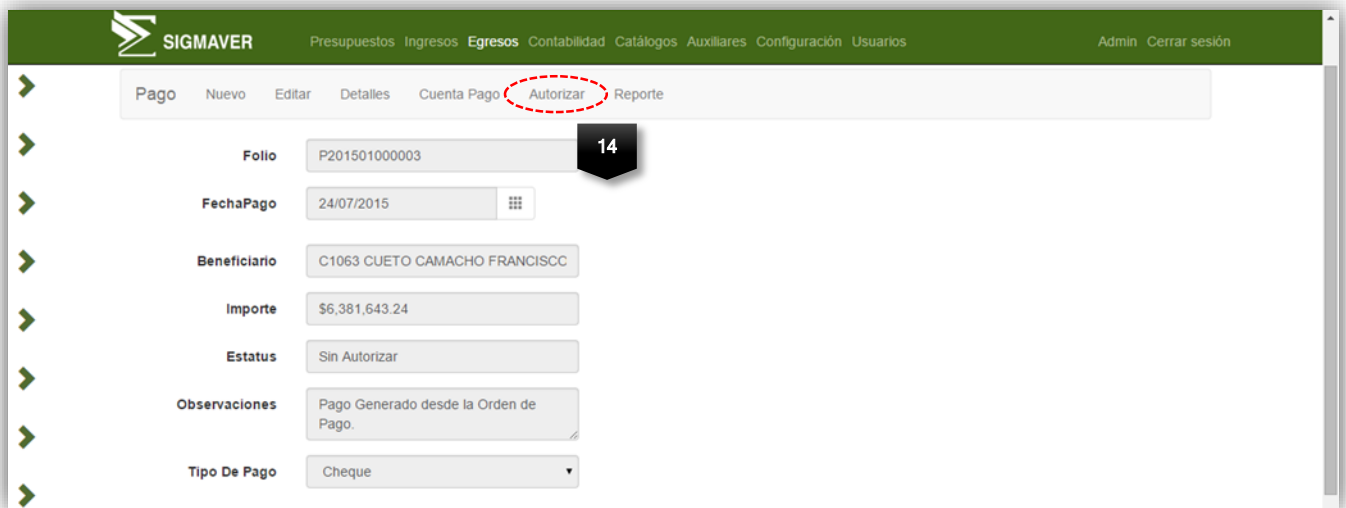 SIGMAVER Presupuestos Ingresos Egresos Contabilidad Catálogos Auxiliares Configuración Usuarios Admin Cerrar sesión
Pago Nuevo Editar Detalles Cuenta Pago Autorizar Reporte
14
Folio P201501000003
FechaPago 24/07/2015
Beneficiario C1063 CUETO CAMACHO FRANCISCC
Importe $6,381,643.24
Estatus Sin Autorizar
Observaciones Pago Generado desde la Orden de
Pago.
Tipo De Pago Cheque